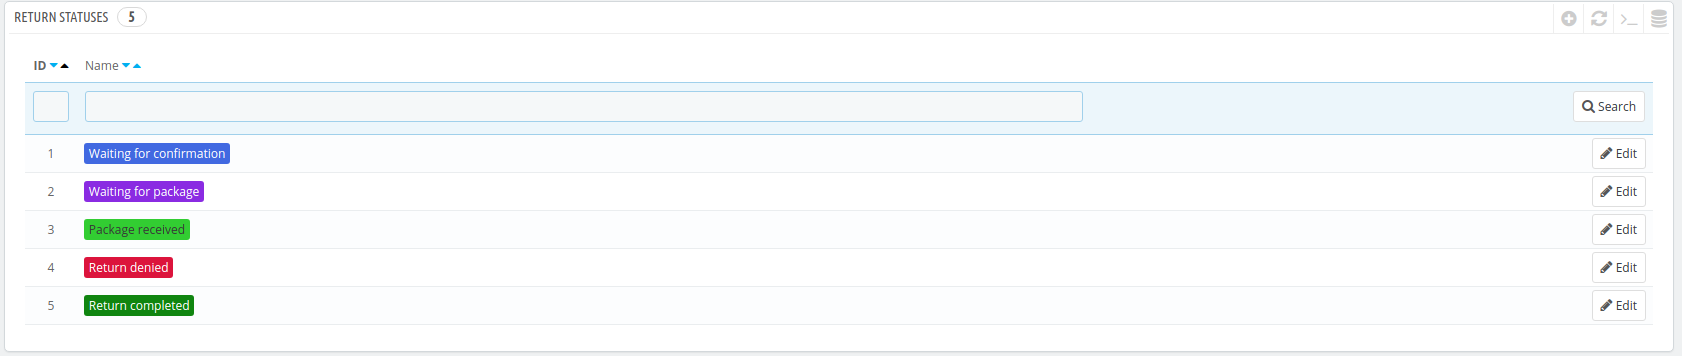 RETURN STATUSES 5
ID Name
Search
1 Waiting for confirmation Edit
2 Waiting for package Edit
3 Package received Edit
4 Return denied Edit
5 Return completed Edit